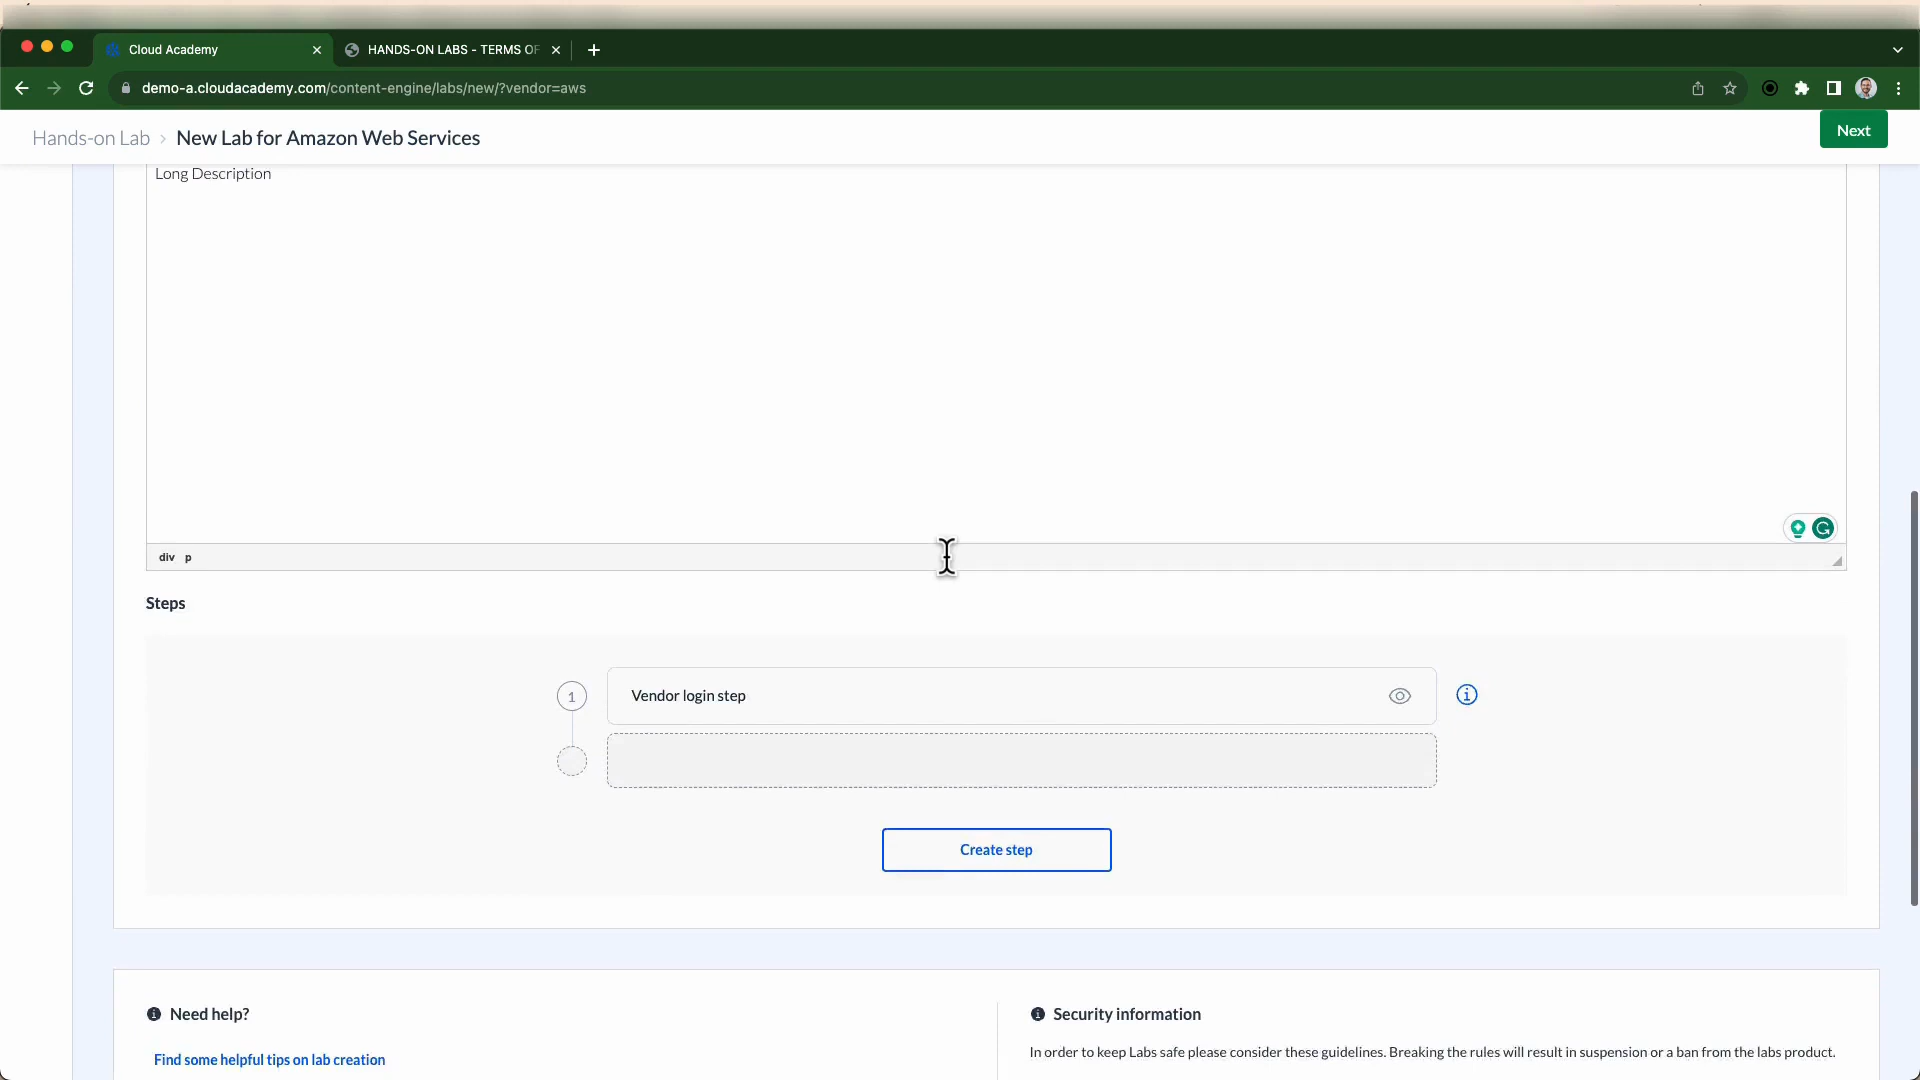 Cloud Academy
HANDS-ON LABS - TERMS OF
demo-a.cloudacademy.com/content-engine/labs/new/?vendor=aws
Hands-on Lab > New Lab for Amazon Web Services
Next
Long Description
div p
Steps
1 Vendor login step
Create step
Need help?
Find some helpful tips on lab creation
Security information
In order to keep Labs safe please consider these guidelines. Breaking the rules will result in suspension or a ban from the labs product.